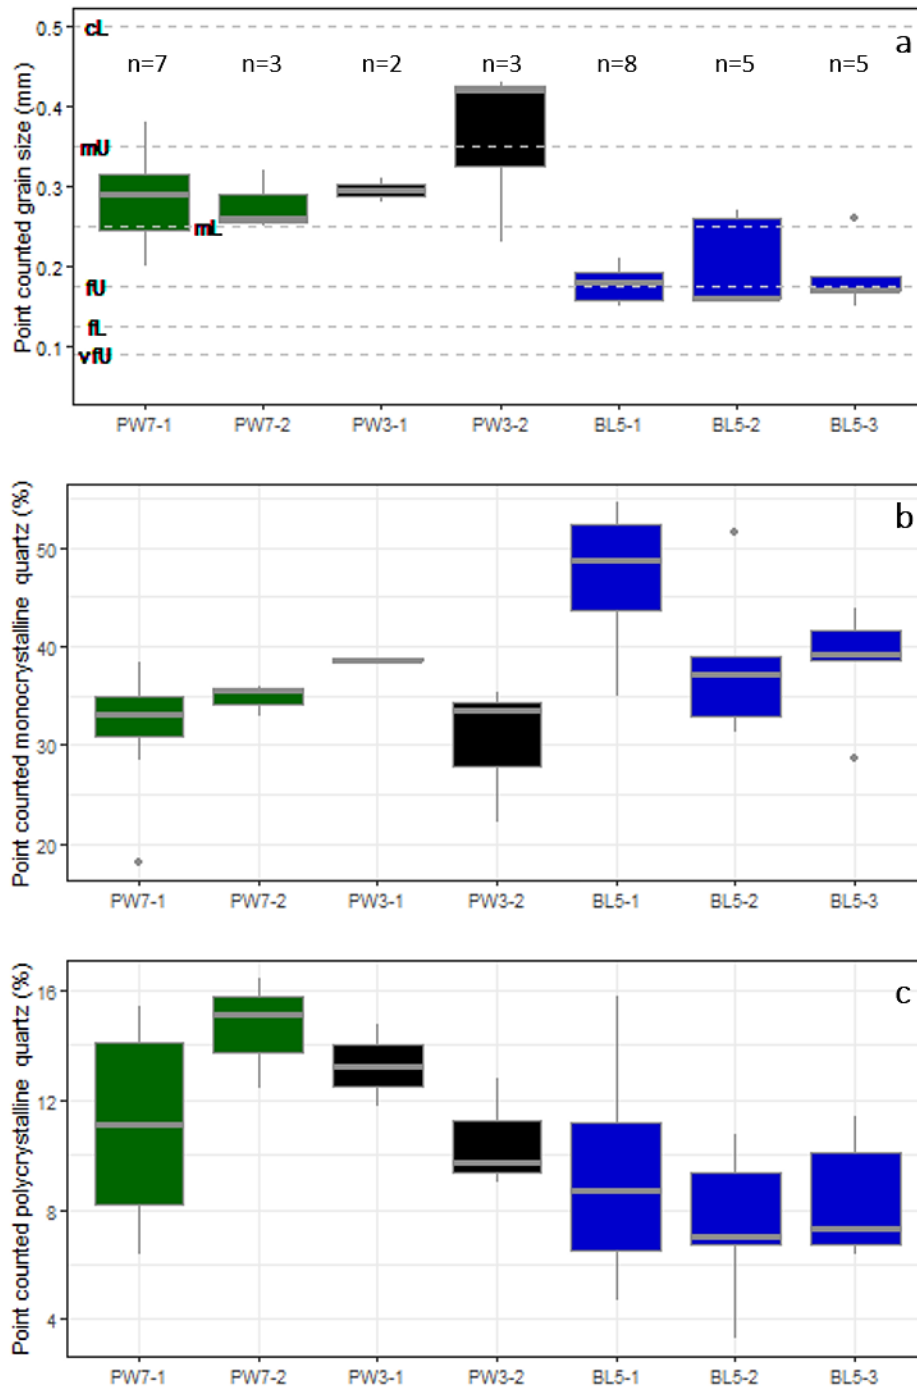 Point counted grain size (mm)
a
0.5
cL
n=7 n=3 n=2 n=3 n=8 n=5 n=5
0.4
mU
0.3
mL
0.2
fU
fL
0.1
vfU
PW7-1 PW7-2 PW3-1 PW3-2 BL5-1 BL5-2 BL5-3
Point counted monocrystalline quartz (%)
b
50
40
30
20
PW7-1 PW7-2 PW3-1 PW3-2 BL5-1 BL5-2 BL5-3
Point counted polycrystalline quartz (%)
c
16
12
8
4
PW7-1 PW7-2 PW3-1 PW3-2 BL5-1 BL5-2 BL5-3